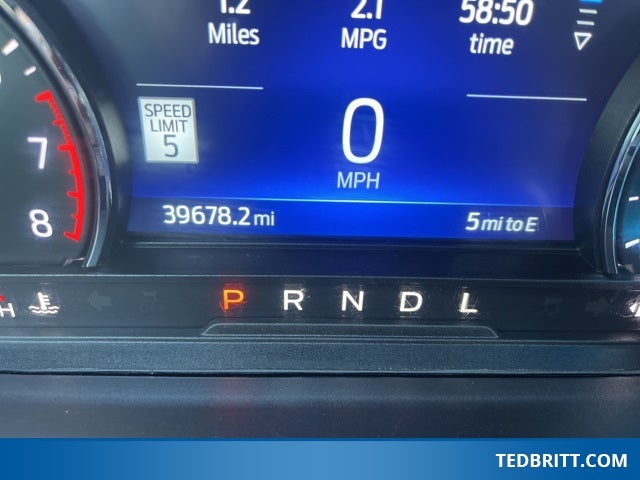 1.2 2.1 58:50
Miles MPG time
SPEED
LIMIT
5
0
MPH
7
8
39678.2 mi 5 mi to E
H P R N D L
TEDBRITT.COM